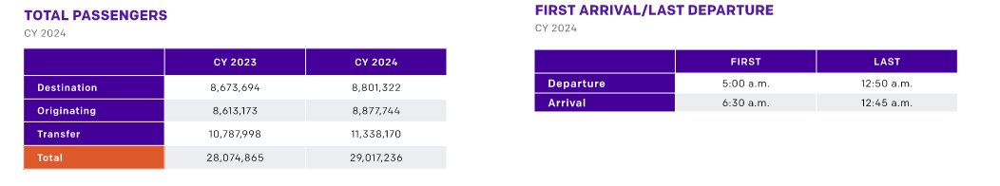 TOTAL PASSENGERS
CY 2024
CY 2023 CY 2024
Destination 8,673,694 8,801,322
Originating 8,613,173 8,877,744
Transfer 10,787,998 11,338,170
Total 28,074,865 29,017,236
FIRST ARRIVAL/LAST DEPARTURE
CY 2024
FIRST LAST
Departure 5:00 a.m. 12:50 a.m.
Arrival 6:30 a.m. 12:45 a.m.